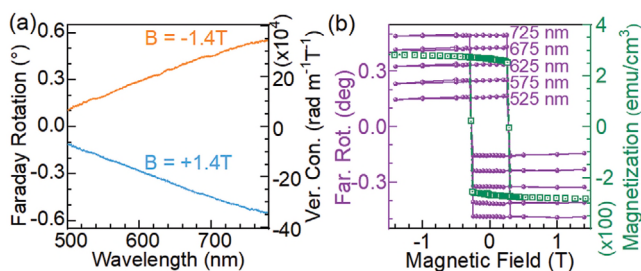 (a)
0.6
0.3
0.0
-0.3
-0.6
Faraday Rotation (°)
B = -1.4T
B = +1.4T
500
600
700
Wavelength (nm)
20
0
-20
-40
Ver. Con. (rad m⁻¹T⁻¹)
(×10⁴)
(b)
0.3
0.0
-0.3
Far. Rot. (deg)
725 nm
675 nm
625 nm
575 nm
525 nm
-1
0
1
Magnetic Field (T)
4
2
0
2
4
(x100)
Magnetization (emu/cm³)